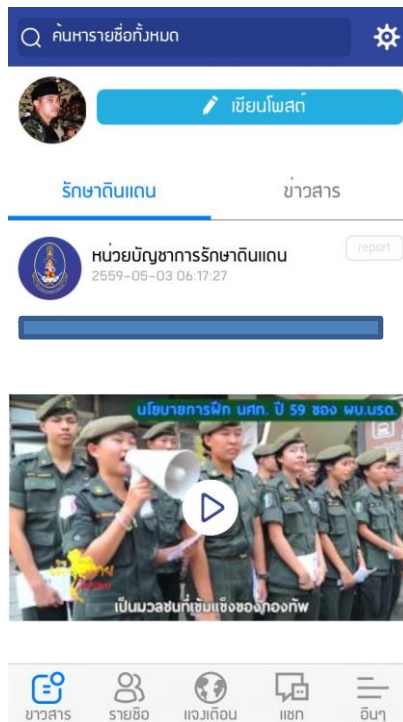 ค้นหารายชื่อทั้งหมด
เขียนโพสต์
รักษาดินแดน
ข่าวสาร
หน่วยบัญชาการรักษาดินแดน
report
2559-05-03 06:17:27
นโยบายการฝึก นศท. ปี 59 ของ ผบ.นรด.
เป็นมวลชนที่เข้มแข็งของกองทัพ
ข่าวสาร
รายชื่อ
แจ้งเตือน
แชท
อื่นๆ